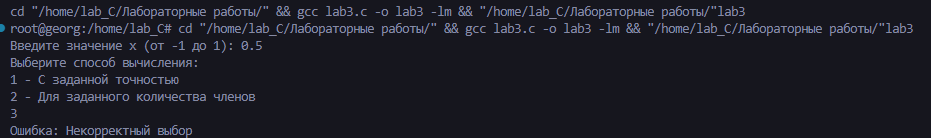 cd "/home/lab_C/Лабораторные работы/" && gcc lab3.c -o lab3 -lm && "/home/lab_C/Лабораторные работы/"lab3
root@georg:/home/lab_C# cd "/home/lab_C/Лабораторные работы/" && gcc lab3.c -o lab3 -lm && "/home/lab_C/Лабораторные работы/"lab3
Введите значение x (от -1 до 1): 0.5
Выберите способ вычисления:
1 - С заданной точностью
2 - Для заданного количества членов
3
Ошибка: Некорректный выбор